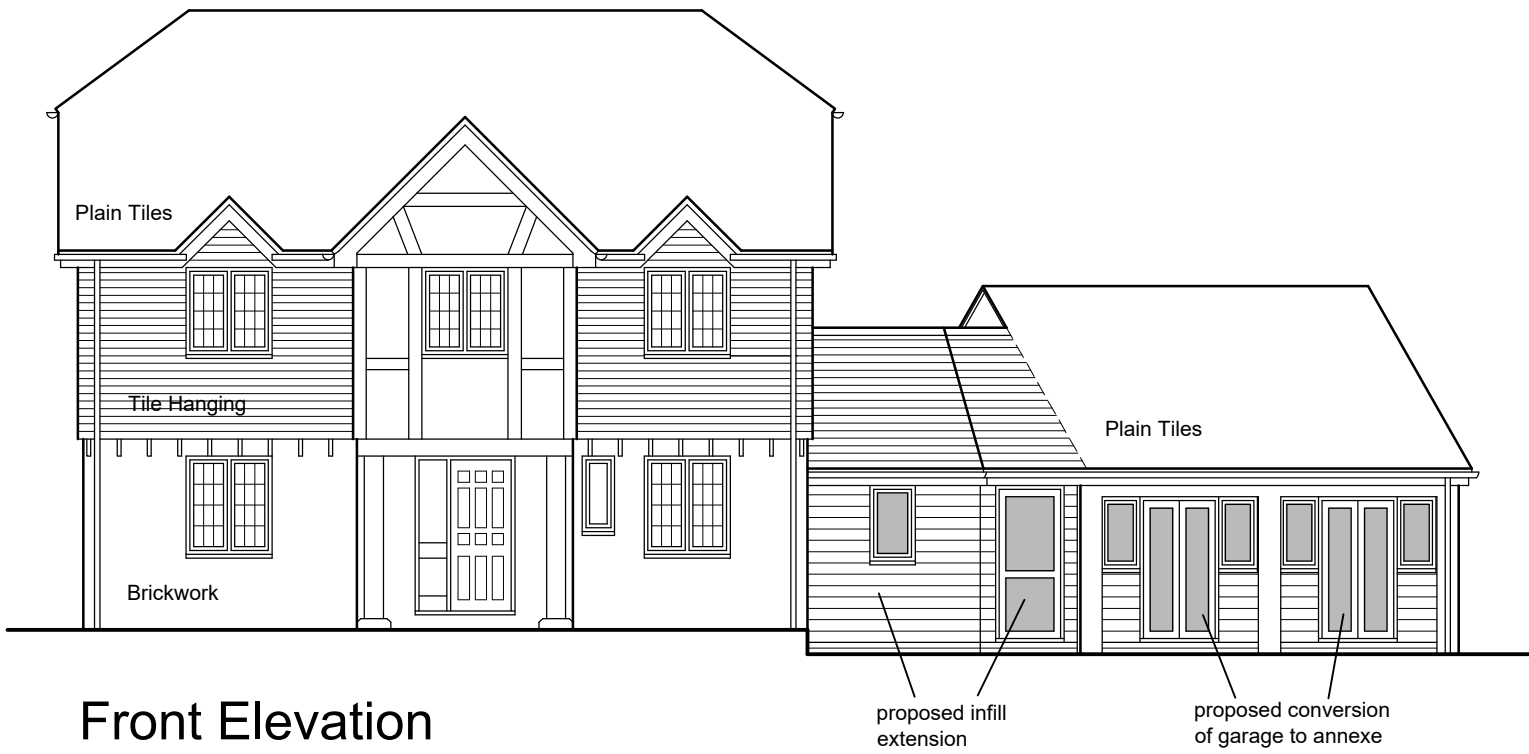 Plain Tiles
Tile Hanging
Plain Tiles
Brickwork
Front Elevation
proposed infill
extension
proposed conversion
of garage to annexe